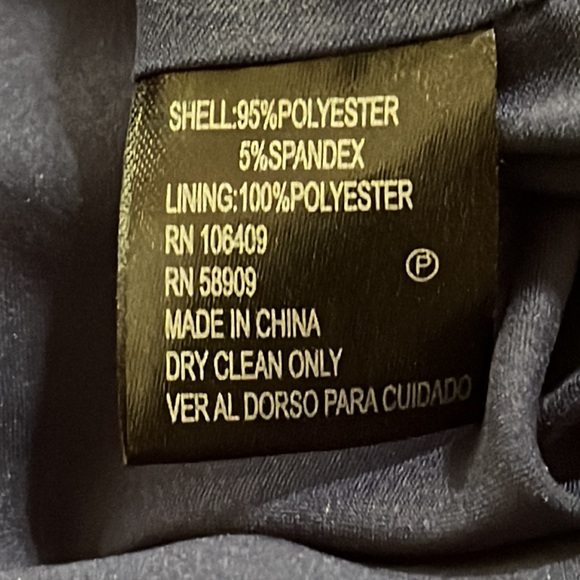 SHELL:95%POLYESTER
5%SPANDEX
LINING:100%POLYESTER
RN 106409
RN 58909
P
MADE IN CHINA
DRY CLEAN ONLY
VER AL DORSO PARA CUIDADO